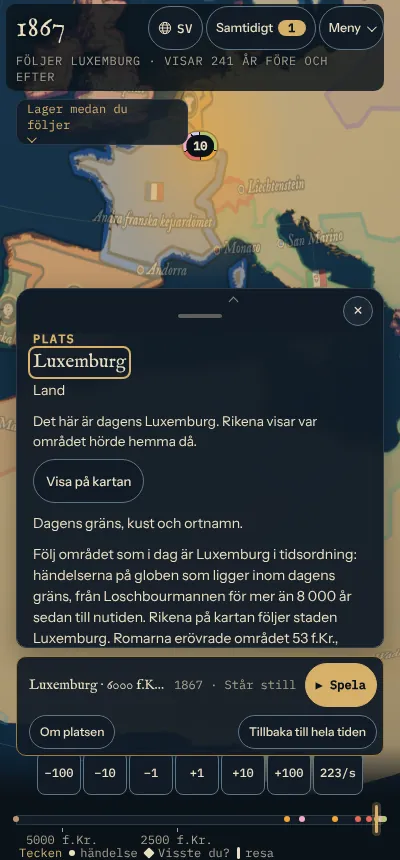 1867
SV
Samtidigt 1
Meny
FÖLJER LUXEMBURG · VISAR 241 ÅR FÖRE OCH
EFTER
Lager medan du
följer
10
Liechtenstein
Andra franska kejsardömet
Monaco
San Marino
Andorra
PLATS
Luxemburg
Land
Det här är dagens Luxemburg. Rikena visar var
området hörde hemma då.
Visa på kartan
Dagens gräns, kust och ortnamn.
Följ området som i dag är Luxemburg i tidsordning:
händelserna på globen som ligger inom dagens
gräns, från Loschbourmannen för mer än 8 000 år
sedan till nutiden. Rikena på kartan följer staden
Luxemburg. Romarna erövrade området 53 f.Kr.,
Luxemburg · 6000 f.K… 1867 · Står still
▶ Spela
Om platsen
Tillbaka till hela tiden
−100 −10 −1 +1 +10 +100 223/s
5000 f.Kr. 2500 f.Kr.
Tecken ● händelse ◆ Visste du? resa